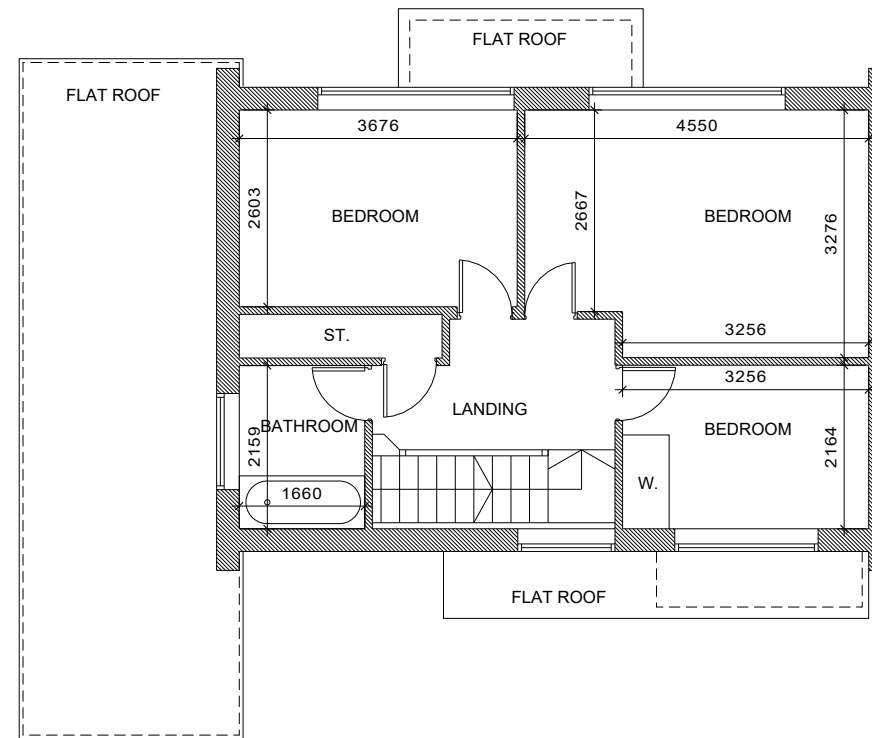 FLAT ROOF
FLAT ROOF
3676
4550
2603
BEDROOM
2667
BEDROOM
3276
ST.
3256
3256
LANDING
BATHROOM
BEDROOM
2159
2164
1660
W.
FLAT ROOF